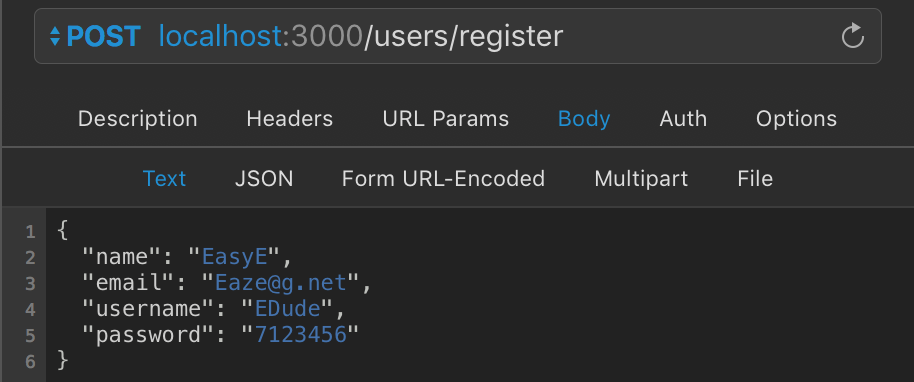 POST localhost:3000/users/register
Description Headers URL Params Body Auth Options
Text JSON Form URL-Encoded Multipart File
1 {
2 "name": "EasyE",
3 "email": "Eaze@g.net",
4 "username": "EDude",
5 "password": "7123456"
6 }